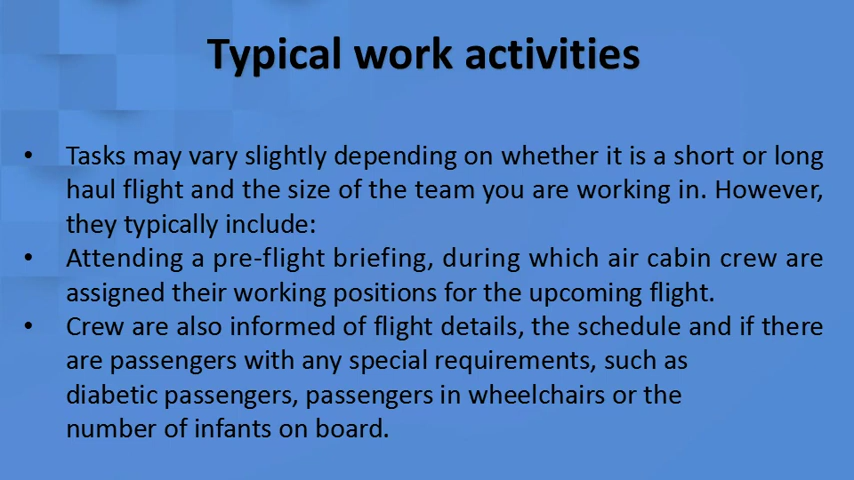 Typical work activities
• Tasks may vary slightly depending on whether it is a short or long
haul flight and the size of the team you are working in. However,
they typically include:
• Attending a pre-flight briefing, during which air cabin crew are
assigned their working positions for the upcoming flight.
• Crew are also informed of flight details, the schedule and if there
are passengers with any special requirements, such as
diabetic passengers, passengers in wheelchairs or the
number of infants on board.